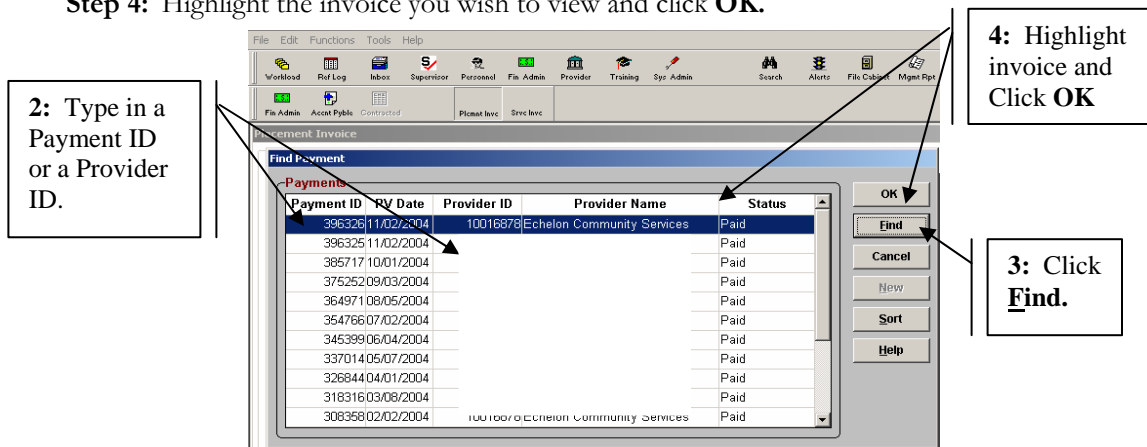 Step 4: Highlight the invoice you wish to view and click OK.
File Edit Functions Tools Help
Workload Ref Log Inbox Supervisor Personnel Fin Admin Provider Training Sys Admin Search Alerts File Cabinet Mgmt Rpt
Fin Admin Accnt Pyble Contracted Plcmnt Invc Srvc Invc
Placement Invoice
Find Payment
Payments
Payment ID RV Date Provider ID Provider Name Status
396326 11/02/2004 10016878 Echelon Community Services Paid
396325 11/02/2004 Paid
385717 10/01/2004 Paid
375252 09/03/2004 Paid
364971 08/05/2004 Paid
354766 07/02/2004 Paid
345399 06/04/2004 Paid
337014 05/07/2004 Paid
326844 04/01/2004 Paid
318316 03/08/2004 Paid
308358 02/02/2004 10016878 Echelon Community Services Paid
OK
Find
Cancel
New
Sort
Help
2: Type in a
Payment ID
or a Provider
ID.
4: Highlight
invoice and
Click OK
3: Click
Find.